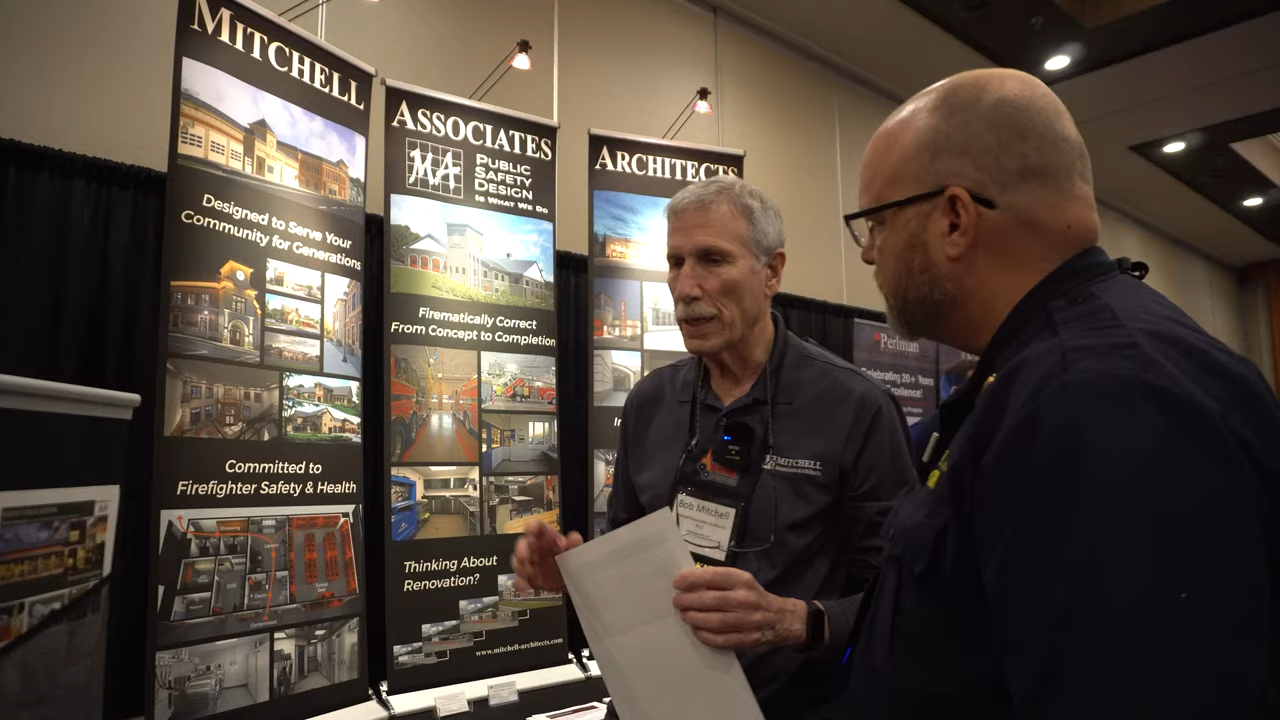 MITCHELL
Designed to Serve Your
Community for Generations
Committed to
Firefighter Safety & Health
ASSOCIATES
MA
PUBLIC
SAFETY
DESIGN
IS WHAT WE DO
Firematically Correct
From Concept to Completion
Thinking About
Renovation?
www.mitchell-architects.com
ARCHITECTS
MITCHELL
Associates Architects
Bob Mitchell
Perlman
Celebrating 20+ Years
Excellence!